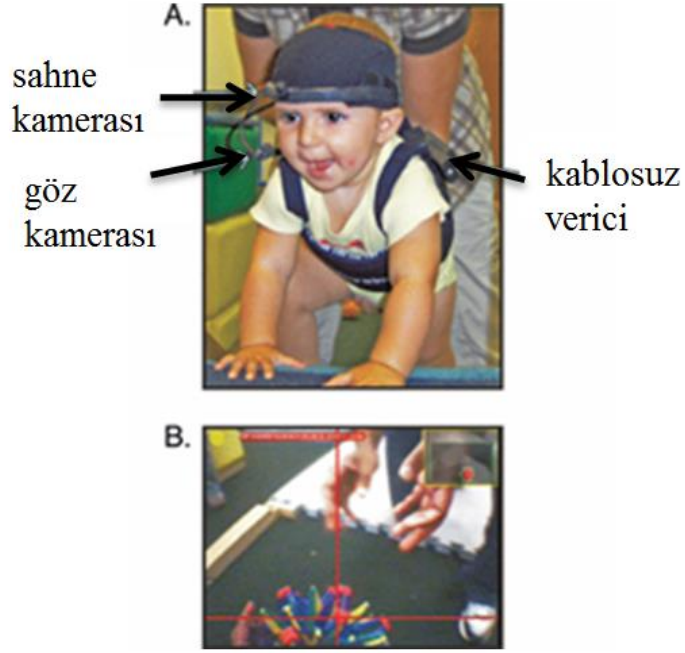 A.
sahne
kamerası
göz
kamerası
kablosuz
verici
B.